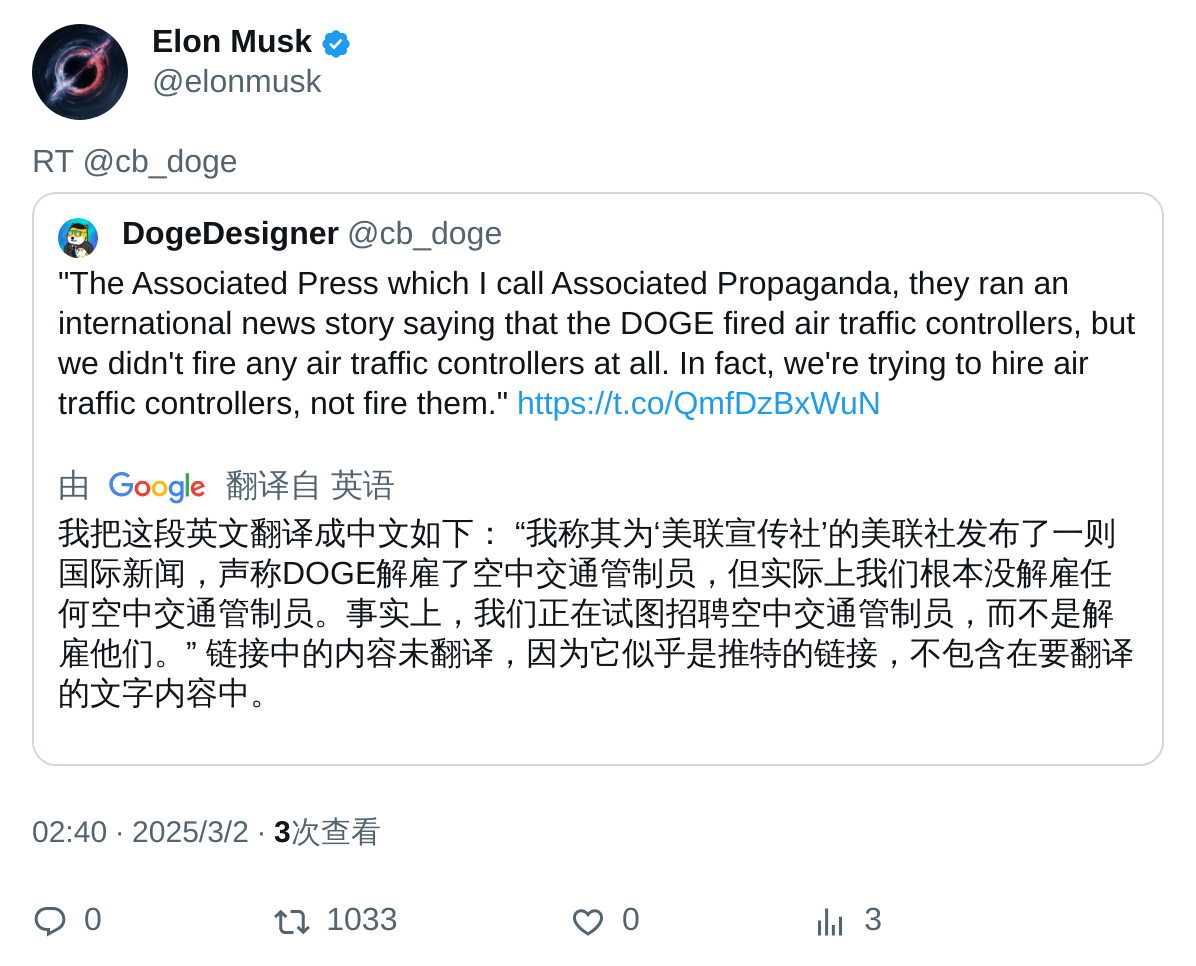 Elon Musk
@elonmusk
RT @cb_doge
DogeDesigner @cb_doge
"The Associated Press which I call Associated Propaganda, they ran an
international news story saying that the DOGE fired air traffic controllers, but
we didn't fire any air traffic controllers at all. In fact, we're trying to hire air
traffic controllers, not fire them." https://t.co/QmfDzBxWuN
由 Google 翻译自 英语
我把这段英文翻译成中文如下： “我称其为‘美联宣传社’的美联社发布了一则
国际新闻，声称DOGE解雇了空中交通管制员，但实际上我们根本没解雇任
何空中交通管制员。事实上，我们正在试图招聘空中交通管制员，而不是解
雇他们。” 链接中的内容未翻译，因为它似乎是推特的链接，不包含在要翻译
的文字内容中。
02:40 · 2025/3/2 · 3次查看
0 1033 0 3